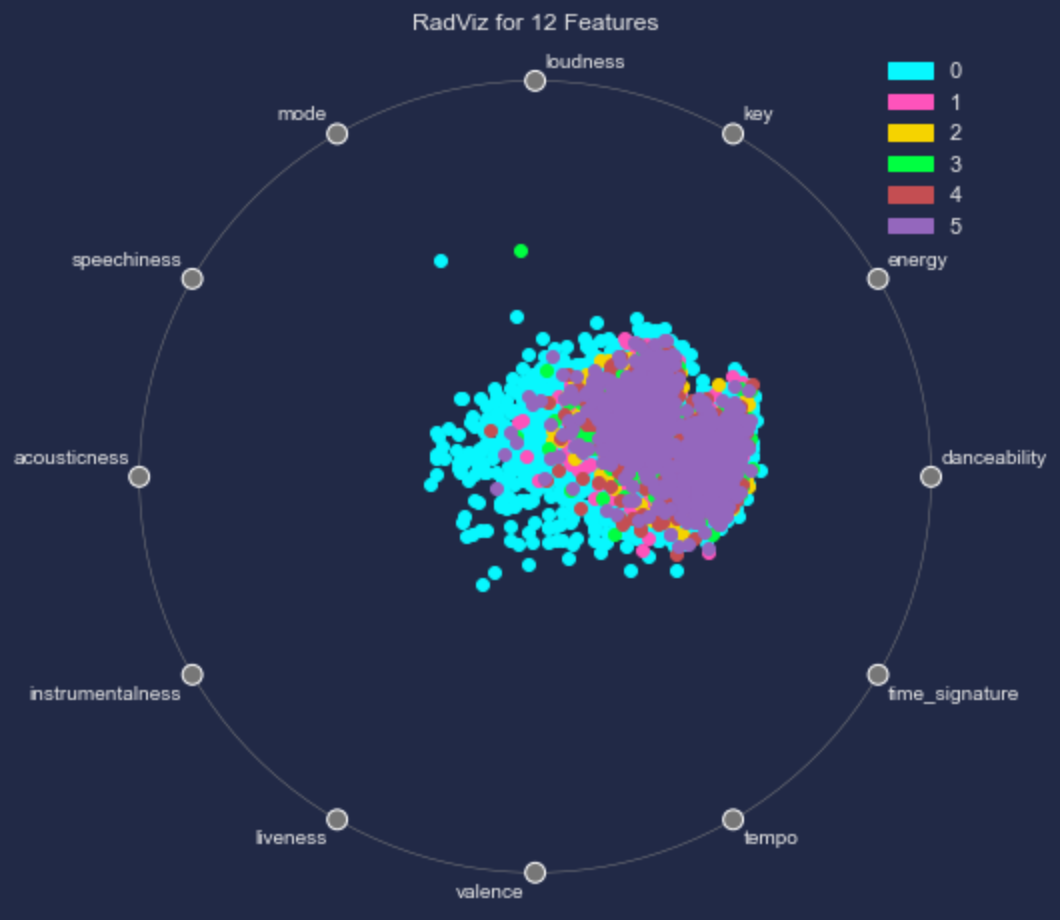 RadViz for 12 Features
loudness
mode
key
speechiness
energy
acousticness
danceability
instrumentalness
time_signature
liveness
tempo
valence
0
1
2
3
4
5